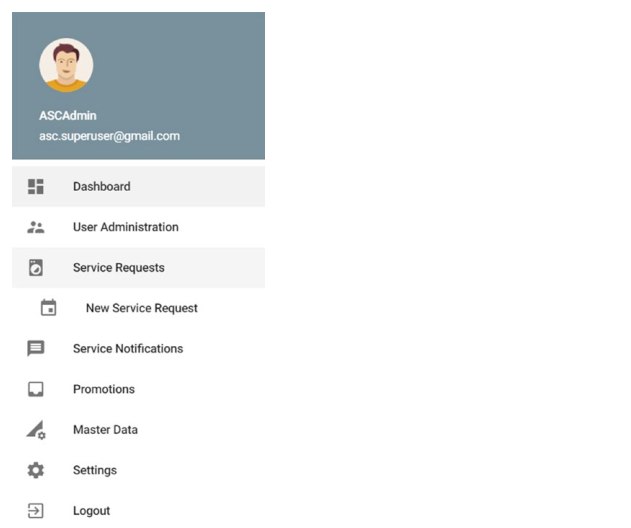 ASCAdmin
asc.superuser@gmail.com
Dashboard
User Administration
Service Requests
New Service Request
Service Notifications
Promotions
Master Data
Settings
Logout